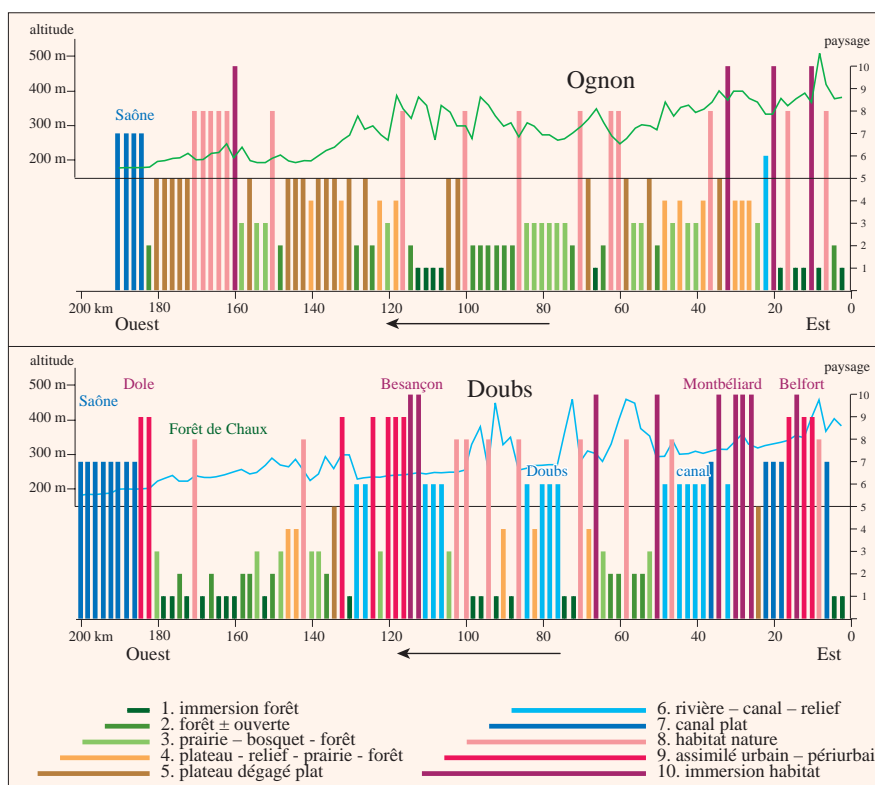 altitude
paysage
500 m
400 m
300 m
200 m
Ognon
Saône
10
9
8
7
6
5
4
3
2
1
0
200 km
180
160
140
120
100
80
60
40
20
0
Ouest
Est
altitude
paysage
500 m
400 m
300 m
200 m
Saône
Dole
Forêt de Chaux
Besançon
Doubs
Doubs
Montbéliard
Belfort
canal
10
9
8
7
6
5
4
3
2
1
0
200 km
180
160
140
120
100
80
60
40
20
0
Ouest
Est
1. immersion forêt
2. forêt ± ouverte
3. prairie – bosquet - forêt
4. plateau - relief - prairie - forêt
5. plateau dégagé plat
6. rivière – canal – relief
7. canal plat
8. habitat nature
9. assimilé urbain – périurbai
10. immersion habitat